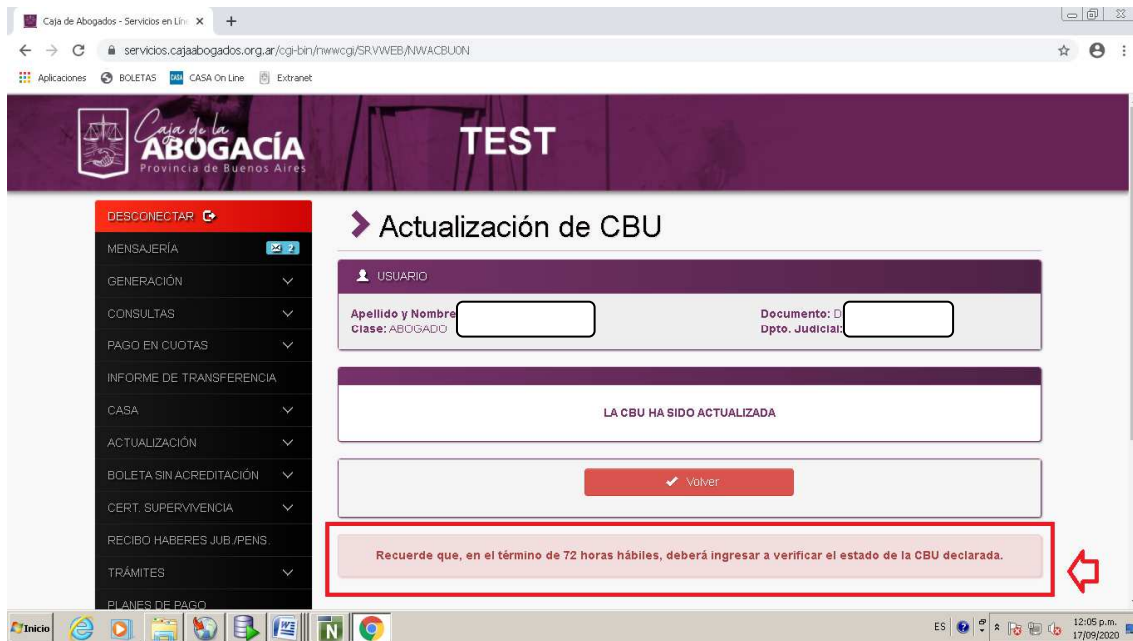 Caja de Abogados - Servicios en Lín
servicios.cajaabogados.org.ar/cgi-bin/nwwcgi/SRVWEB/NWACBU0N
Aplicaciones BOLETAS CASA CASA On Line Extranet
Caja de la
ABOGACÍA
Provincia de Buenos Aires
TEST
DESCONECTAR
MENSAJERÍA 2
GENERACIÓN
CONSULTAS
PAGO EN CUOTAS
INFORME DE TRANSFERENCIA
CASA
ACTUALIZACIÓN
BOLETA SIN ACREDITACIÓN
CERT. SUPERVIVENCIA
RECIBO HABERES JUB./PENS.
TRÁMITES
PLANES DE PAGO
Actualización de CBU
USUARIO
Apellido y Nombre Documento: D
Clase: ABOGADO Dpto. Judicial:
LA CBU HA SIDO ACTUALIZADA
Volver
Recuerde que, en el término de 72 horas hábiles, deberá ingresar a verificar el estado de la CBU declarada.
Inicio
ES
12:05 p.m.
17/09/2020